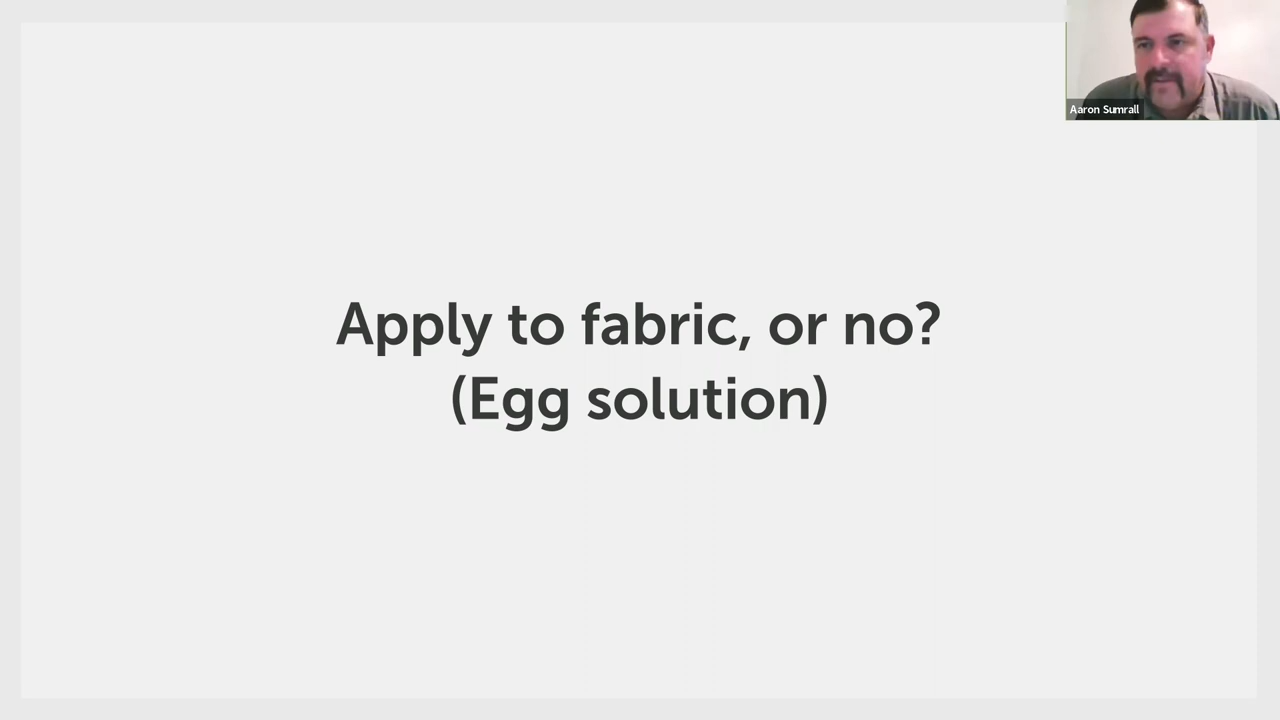 Aaron Sumrall
Apply to fabric, or no?
(Egg solution)